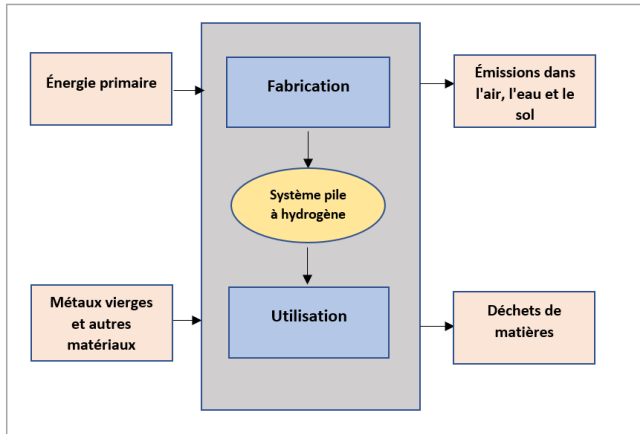 Énergie primaire
Fabrication
Émissions dans
l'air, l'eau et le
sol
Système pile
à hydrogène
Métaux vierges
et autres
matériaux
Utilisation
Déchets de
matières